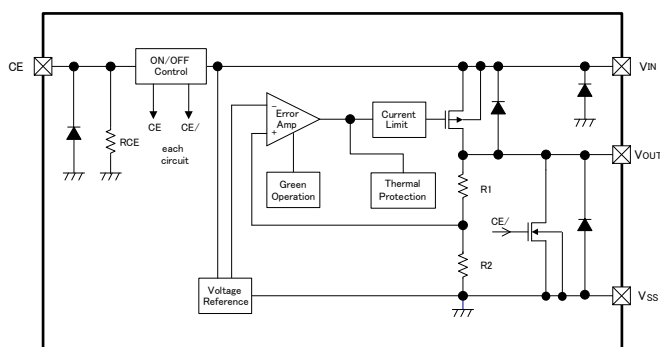 CE
ON/OFF
Control
VIN
CE
CE/
each
circuit
RCE
−
Error
Amp
+
Current
Limit
Green
Operation
Thermal
Protection
VOUT
R1
CE/
R2
Voltage
Reference
VSS